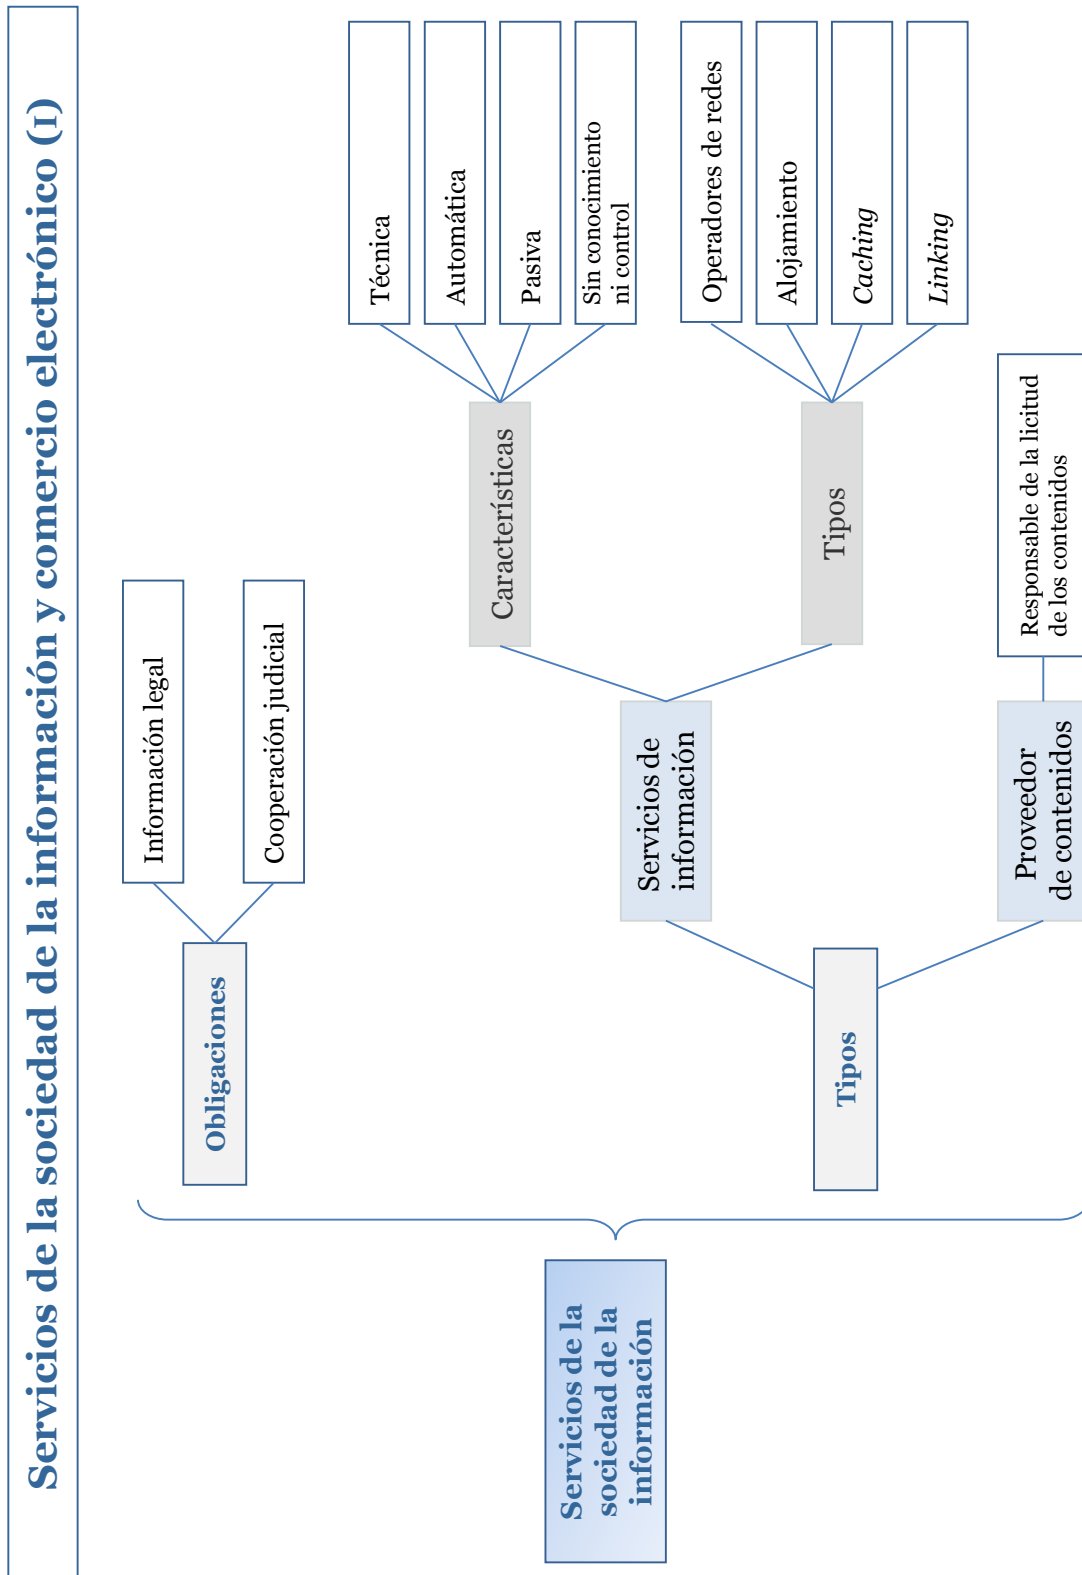 Servicios de la sociedad de la información y comercio electrónico (I)
Servicios de la
sociedad de la
información
Obligaciones
Información legal
Cooperación judicial
Tipos
Servicios de
información
Características
Técnica
Automática
Pasiva
Sin conocimiento
ni control
Tipos
Operadores de redes
Alojamiento
Caching
Linking
Proveedor
de contenidos
Responsable de la licitud
de los contenidos